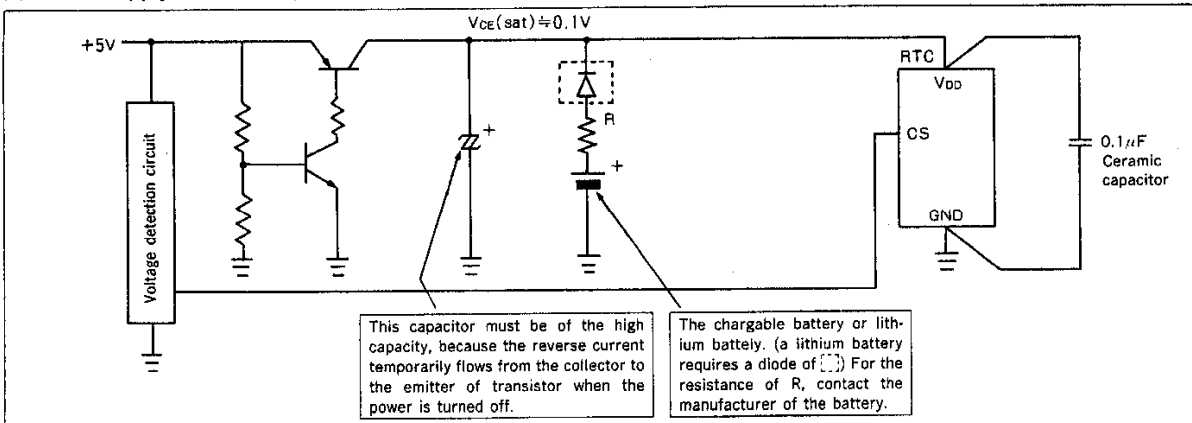 VCE(sat)≒0.1V
+5V
RTC
VDD
CS
GND
0.1μF
Ceramic
capacitor
R
+
+
Voltage detection circuit
This capacitor must be of the high
capacity, because the reverse current
temporarily flows from the collector to
the emitter of transistor when the
power is turned off.
The chargable battery or lith-
ium battely. (a lithium battery
requires a diode of [ ]) For the
resistance of R, contact the
manufacturer of the battery.